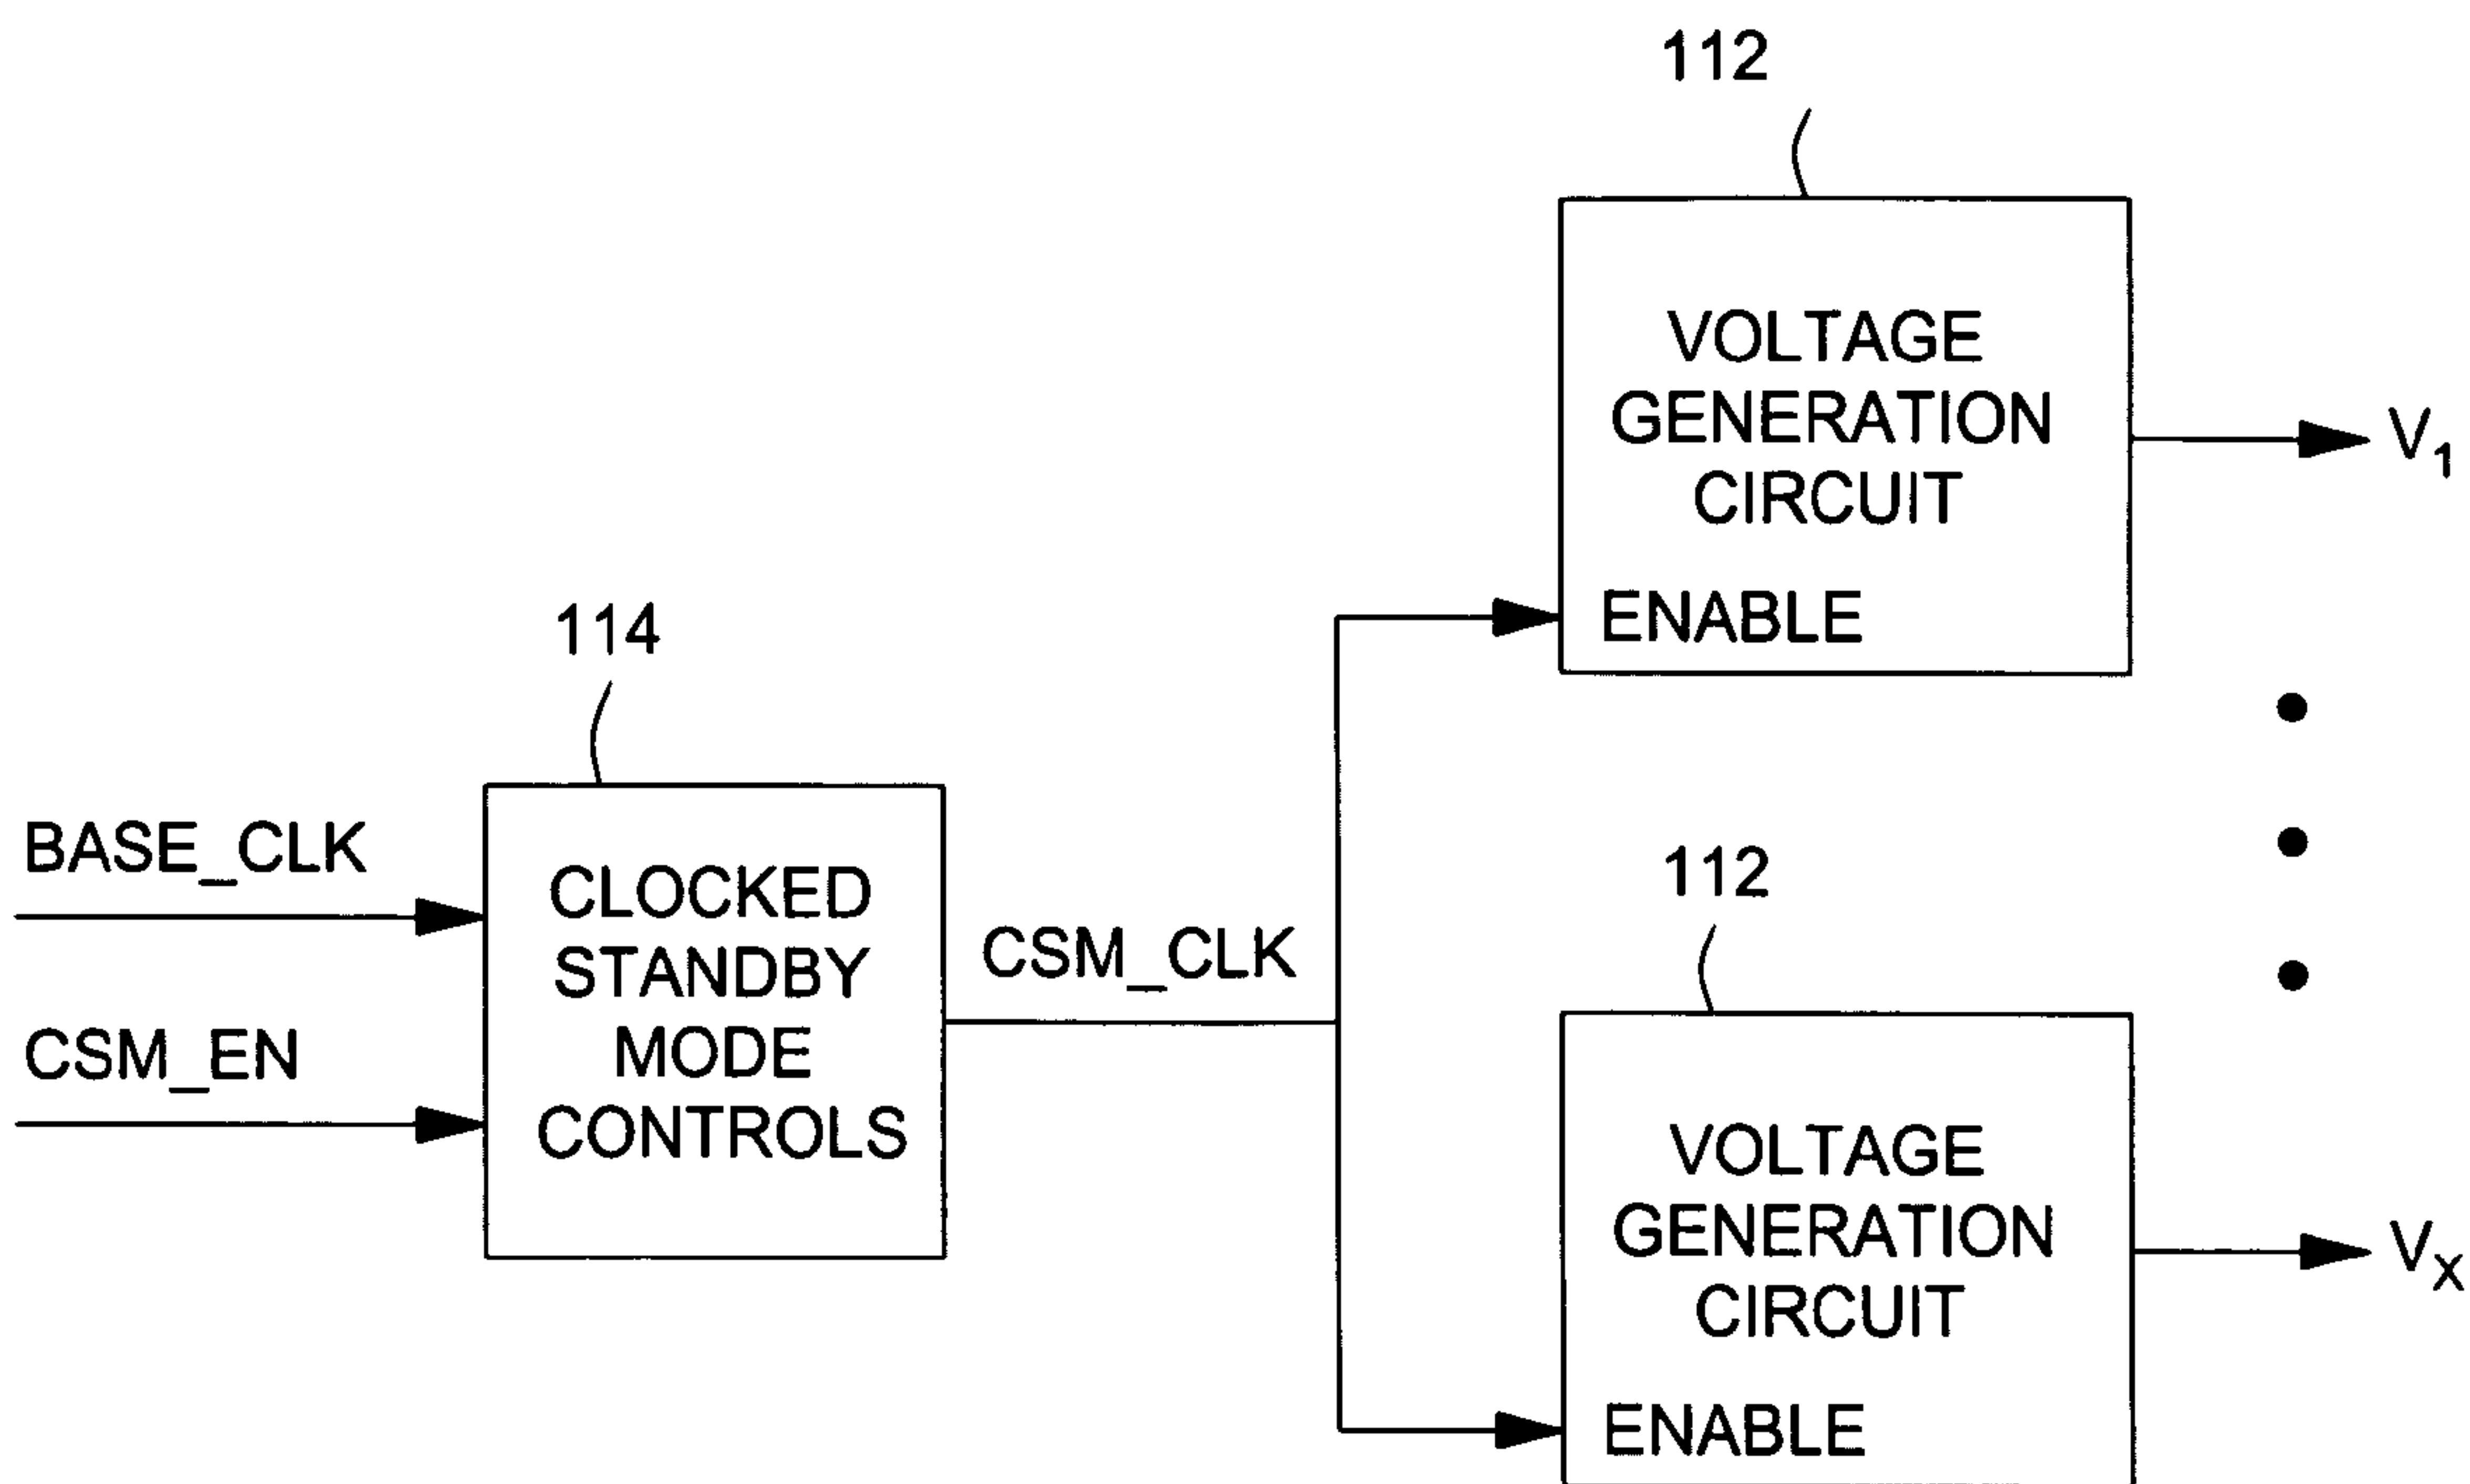 112
VOLTAGE
GENERATION
CIRCUIT
ENABLE
V1
114
BASE_CLK
CSM_EN
CLOCKED
STANDBY
MODE
CONTROLS
CSM_CLK
112
VOLTAGE
GENERATION
CIRCUIT
ENABLE
VX